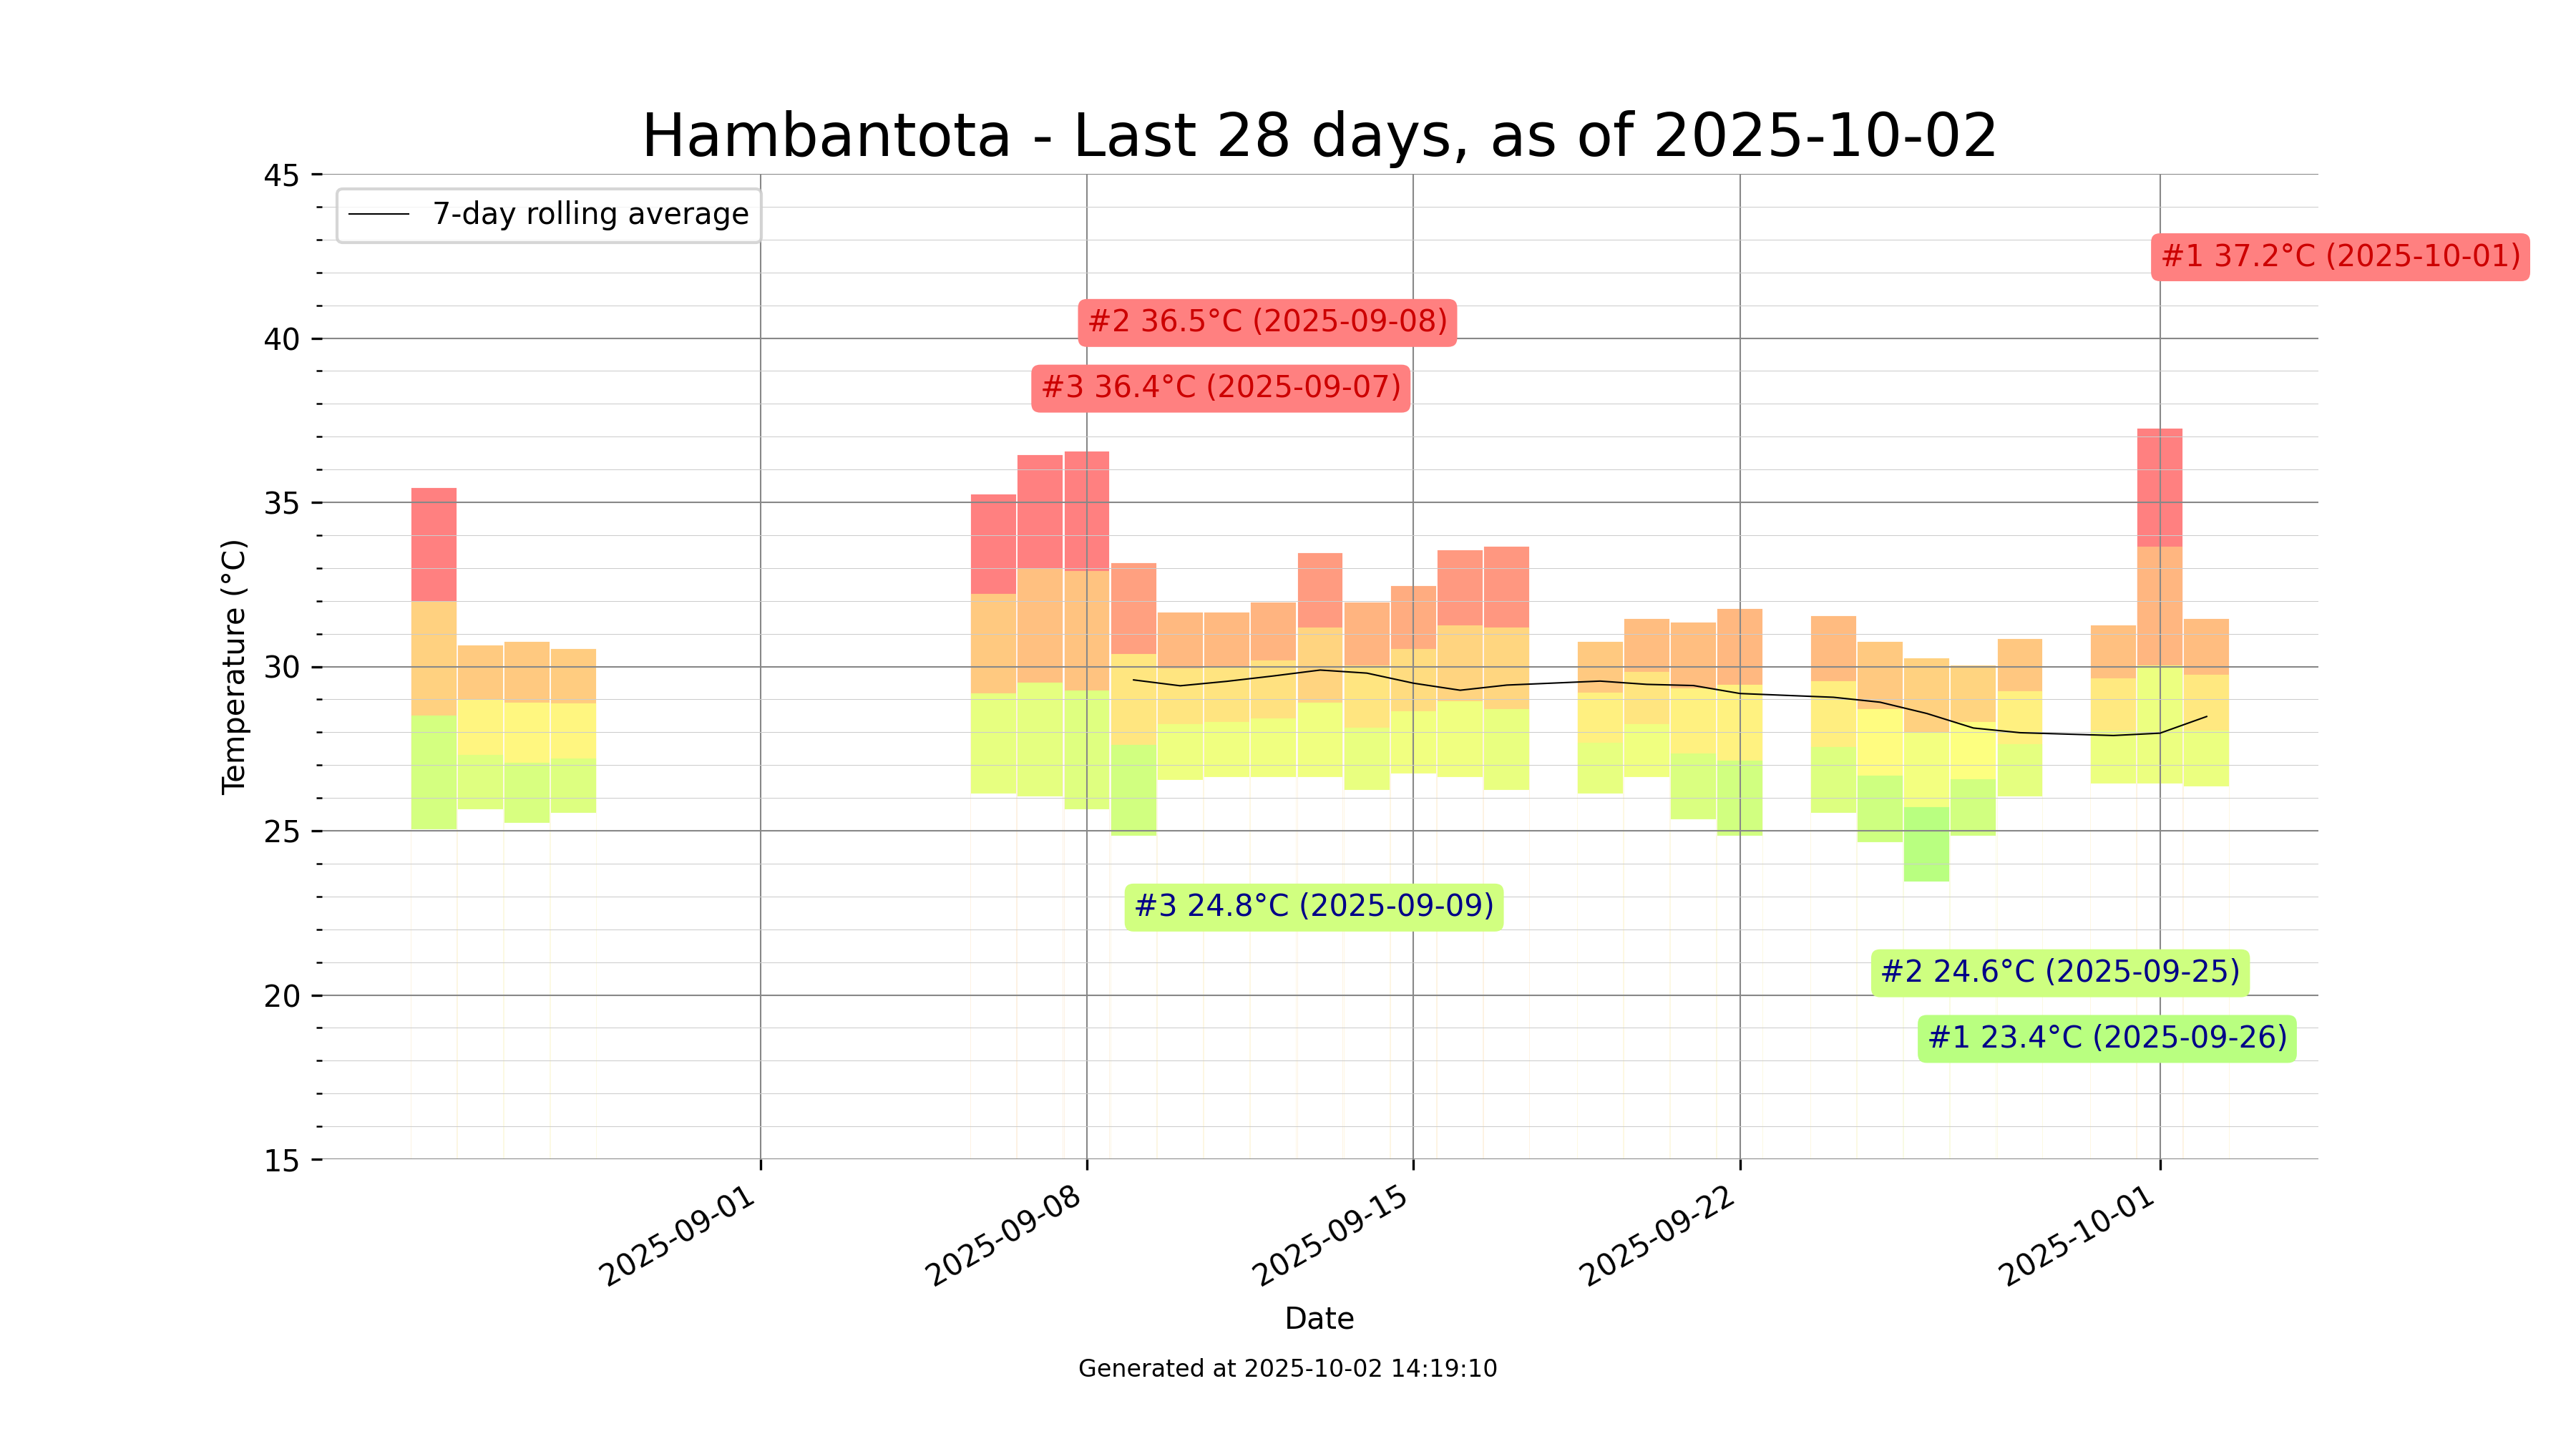 Hambantota - Last 28 days, as of 2025-10-02
45
7-day rolling average
#1 37.2°C (2025-10-01)
#2 36.5°C (2025-09-08)
40
#3 36.4°C (2025-09-07)
35
30
Temperature (°C)
25
#3 24.8°C (2025-09-09)
#2 24.6°C (2025-09-25)
20
#1 23.4°C (2025-09-26)
15
2025-09-01
2025-09-08
2025-09-15
2025-09-22
2025-10-01
Date
Generated at 2025-10-02 14:19:10